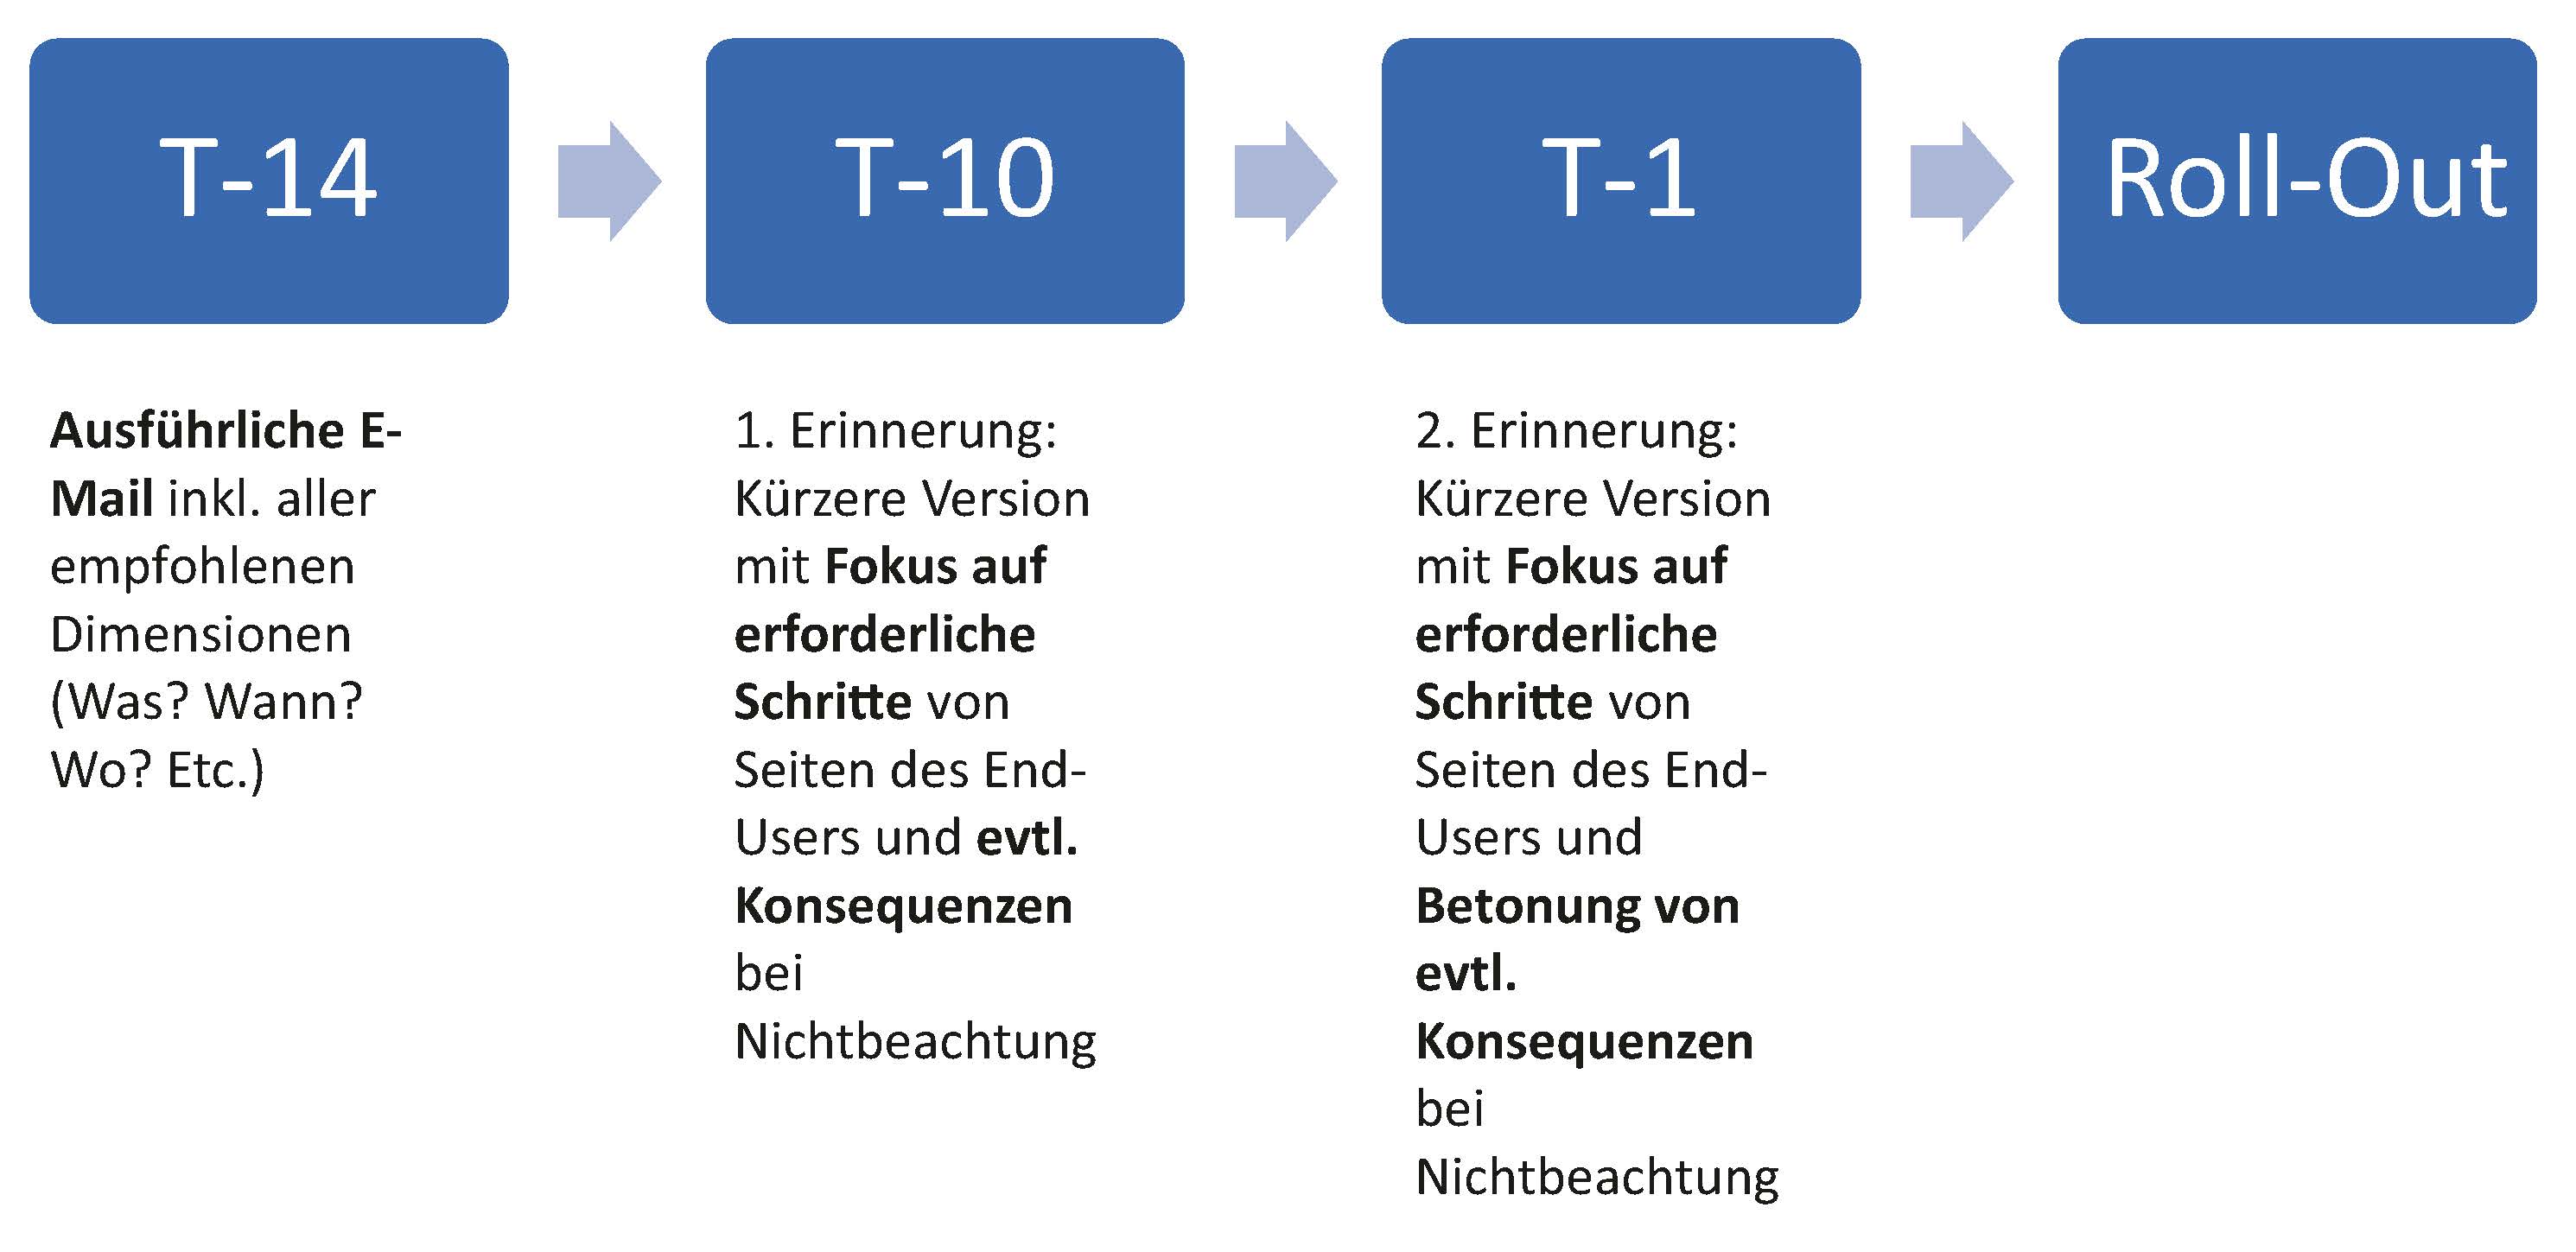 T-14
T-10
T-1
Roll-Out
Ausführliche E-
Mail inkl. aller
empfohlenen
Dimensionen
(Was? Wann?
Wo? Etc.)
1. Erinnerung:
Kürzere Version
mit Fokus auf
erforderliche
Schritte von
Seiten des End-
Users und evtl.
Konsequenzen
bei
Nichtbeachtung
2. Erinnerung:
Kürzere Version
mit Fokus auf
erforderliche
Schritte von
Seiten des End-
Users und
Betonung von
evtl.
Konsequenzen
bei
Nichtbeachtung